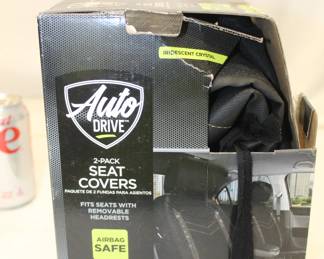 IRIDESCENT CRYSTAL
Auto
DRIVE™
2-PACK
SEAT
COVERS
PAQUETE DE 2 FUNDAS PARA ASIENTOS
FITS SEATS WITH
REMOVABLE
HEADRESTS
AIRBAG
SAFE